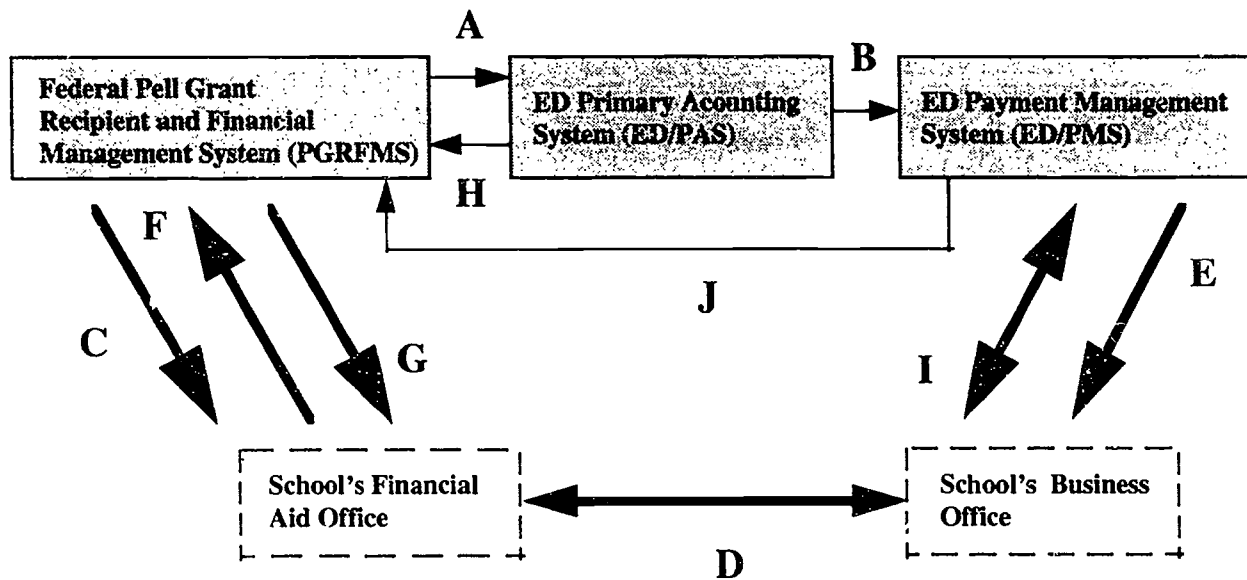 A
B
Federal Pell Grant
Recipient and Financial
Management System (PGRFMS)
ED Primary Acounting
System (ED/PAS)
ED Payment Management
System (ED/PMS)
H
F
J
E
C
G
I
School's Financial
Aid Office
School's Business
Office
D